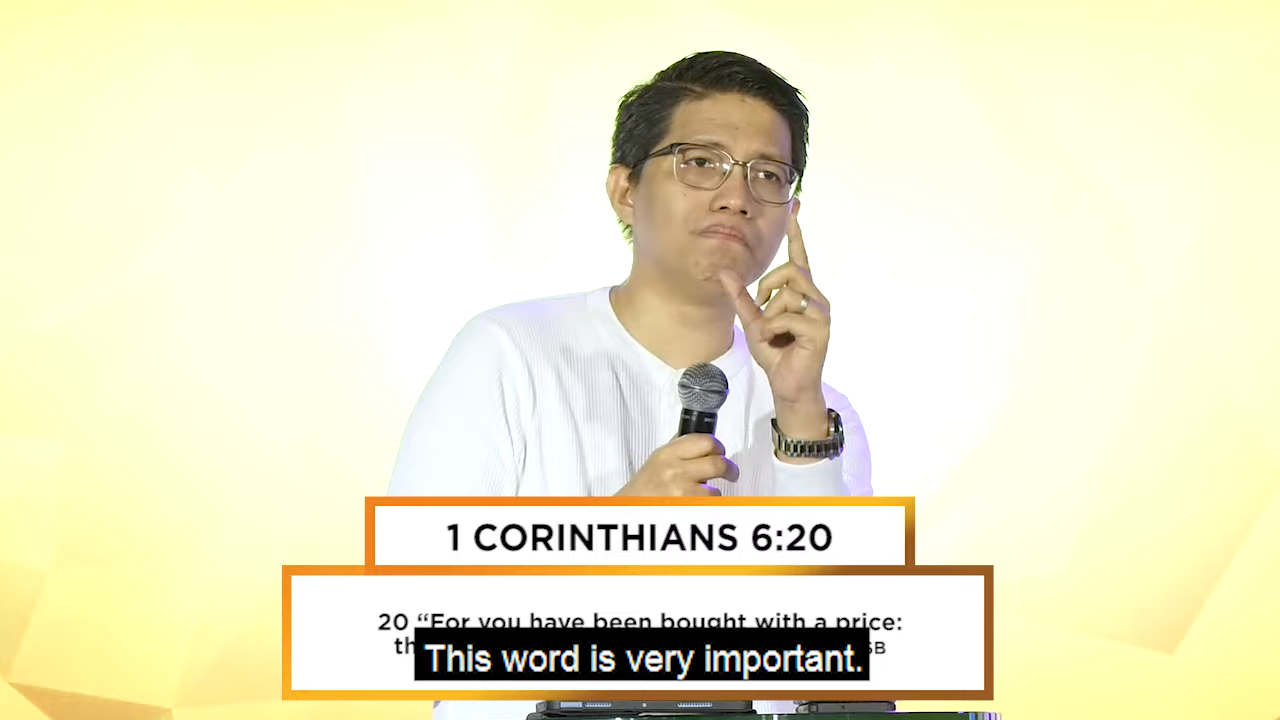 1 CORINTHIANS 6:20
20 “For you have been bought with a price:
This word is very important.